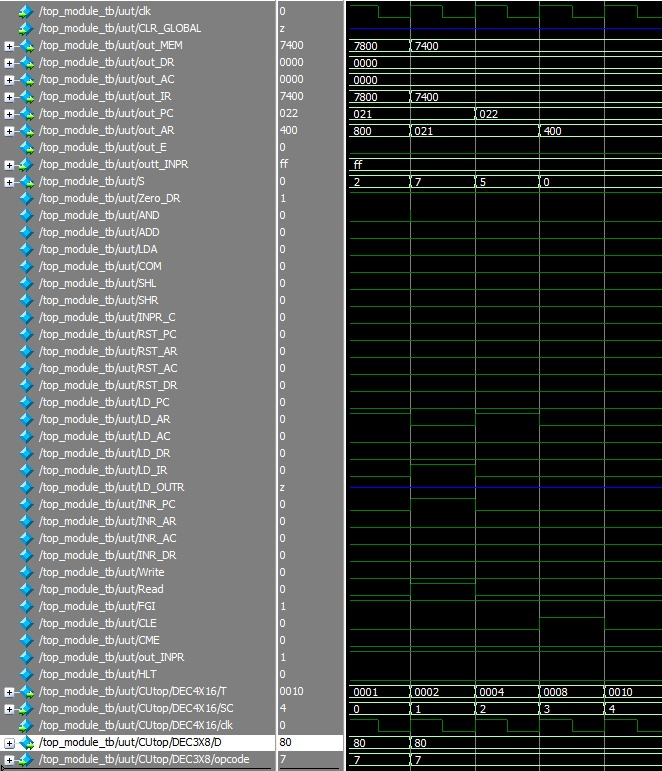 /top_module_tb/uut/clk 0
/top_module_tb/uut/CLR_GLOBAL z
/top_module_tb/uut/out_MEM 7400 7800 7400
/top_module_tb/uut/out_DR 0000 0000
/top_module_tb/uut/out_AC 0000 0000
/top_module_tb/uut/out_IR 7400 7800 7400
/top_module_tb/uut/out_PC 022 021 022
/top_module_tb/uut/out_AR 400 800 021 400
/top_module_tb/uut/out_E 0
/top_module_tb/uut/outt_INPR ff ff
/top_module_tb/uut/S 0 2 7 5 0
/top_module_tb/uut/Zero_DR 1
/top_module_tb/uut/AND 0
/top_module_tb/uut/ADD 0
/top_module_tb/uut/LDA 0
/top_module_tb/uut/COM 0
/top_module_tb/uut/SHL 0
/top_module_tb/uut/SHR 0
/top_module_tb/uut/INPR_C 0
/top_module_tb/uut/RST_PC 0
/top_module_tb/uut/RST_AR 0
/top_module_tb/uut/RST_AC 0
/top_module_tb/uut/RST_DR 0
/top_module_tb/uut/LD_PC 0
/top_module_tb/uut/LD_AR 0
/top_module_tb/uut/LD_AC 0
/top_module_tb/uut/LD_DR 0
/top_module_tb/uut/LD_IR 0
/top_module_tb/uut/LD_OUTR z
/top_module_tb/uut/INR_PC 0
/top_module_tb/uut/INR_AR 0
/top_module_tb/uut/INR_AC 0
/top_module_tb/uut/INR_DR 0
/top_module_tb/uut/Write 0
/top_module_tb/uut/Read 0
/top_module_tb/uut/FGI 1
/top_module_tb/uut/CLE 0
/top_module_tb/uut/CME 0
/top_module_tb/uut/out_INPR 1
/top_module_tb/uut/HLT 0
/top_module_tb/uut/CUtop/DEC4X16/T 0010 0001 0002 0004 0008 0010
/top_module_tb/uut/CUtop/DEC4X16/SC 4 0 1 2 3 4
/top_module_tb/uut/CUtop/DEC4X16/clk 0
/top_module_tb/uut/CUtop/DEC3X8/D 80 80 80
/top_module_tb/uut/CUtop/DEC3X8/opcode 7 7 7